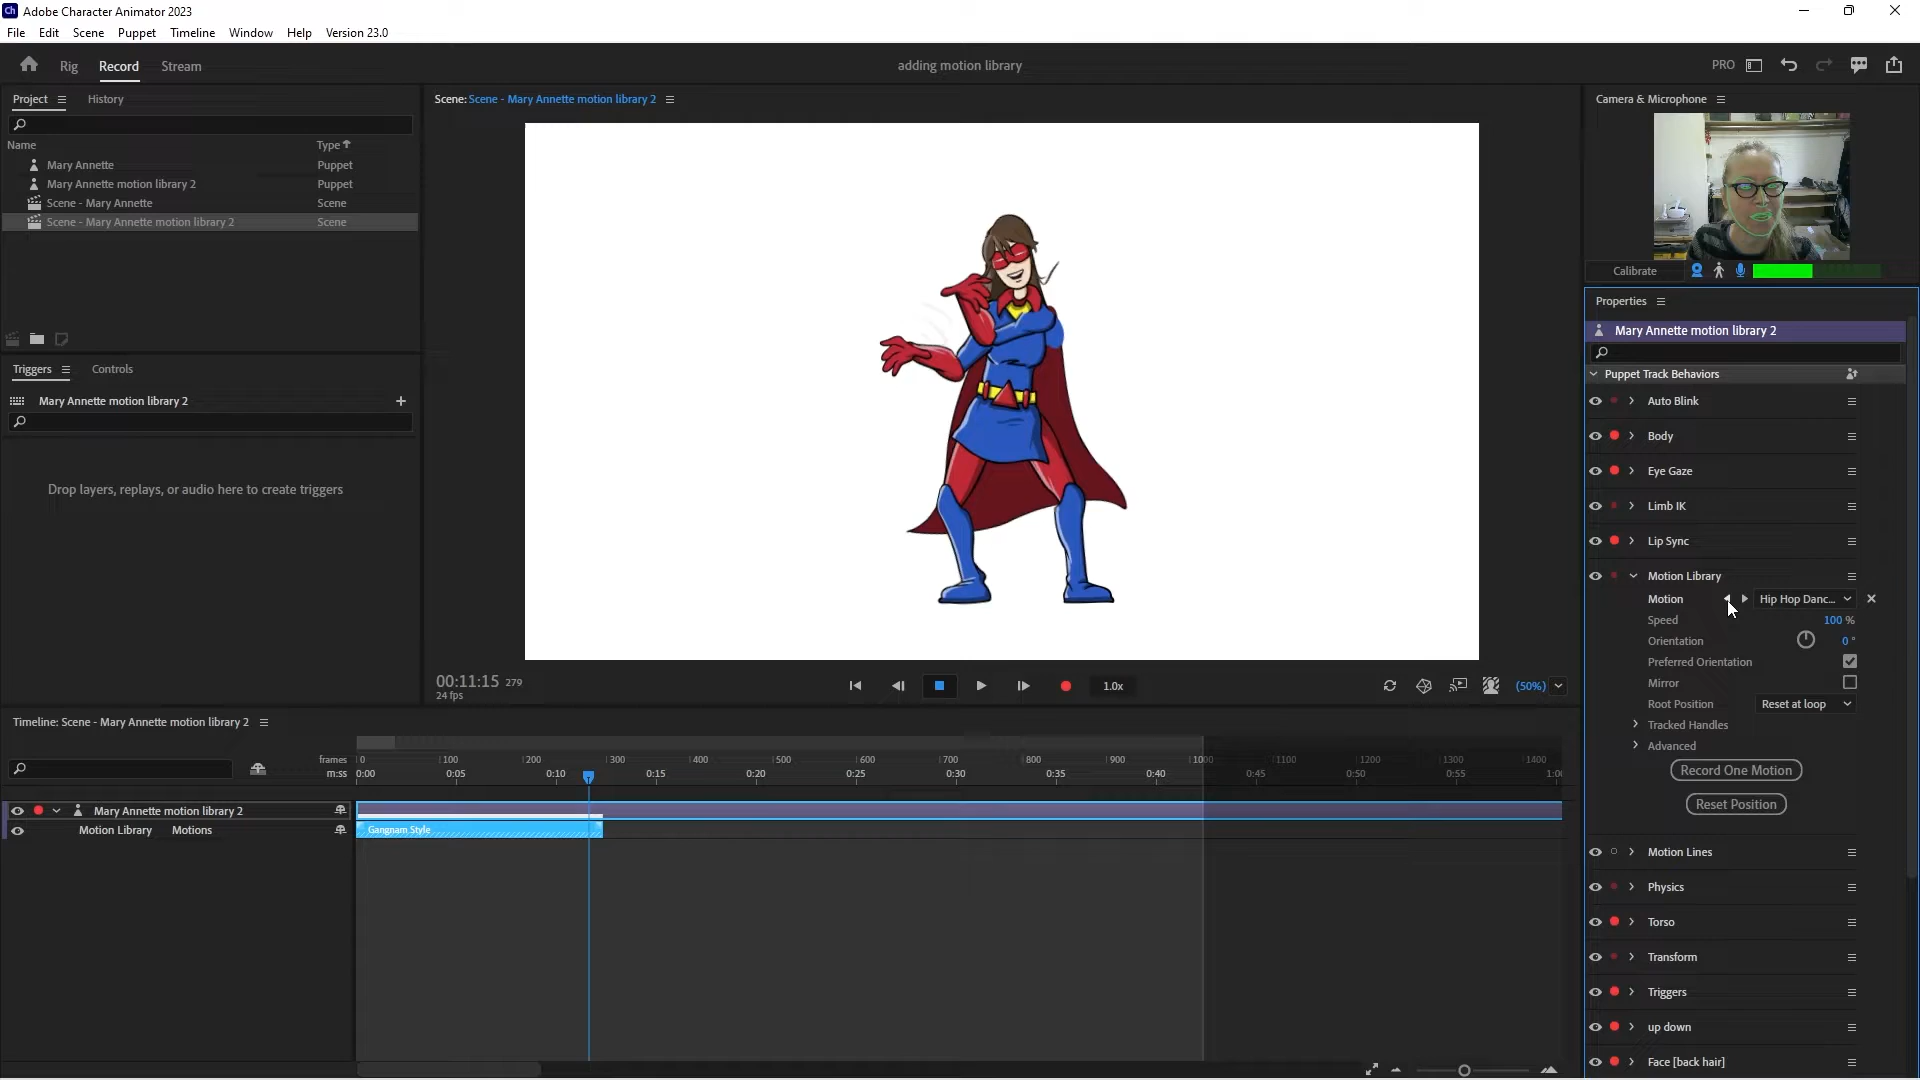 Ch Adobe Character Animator 2023
File Edit Scene Puppet Timeline Window Help Version 23.0
Rig Record Stream adding motion library PRO
Project History
Scene: Scene - Mary Annette motion library 2
Camera & Microphone
Name Type
Mary Annette Puppet
Mary Annette motion library 2 Puppet
Scene - Mary Annette Scene
Scene - Mary Annette motion library 2 Scene
Calibrate
Properties
Mary Annette motion library 2
Triggers Controls
Puppet Track Behaviors
Mary Annette motion library 2
Auto Blink
Body
Eye Gaze
Drop layers, replays, or audio here to create triggers
Limb IK
Lip Sync
Motion Library
Motion Hip Hop Danc...
Speed 100 %
Orientation 0 °
Preferred Orientation
Mirror
Root Position Reset at loop
Tracked Handles
Advanced
Record One Motion
Reset Position
Motion Lines
Physics
Torso
Transform
Triggers
up down
Face [back hair]
00:11:15 279
24 fps
1.0x
(50%)
Timeline: Scene - Mary Annette motion library 2
frames 0 100 200 300 400 500 600 700 800 900 1000 1100 1200 1300 1400
m:ss 0:00 0:05 0:10 0:15 0:20 0:25 0:30 0:35 0:40 0:45 0:50 0:55
Mary Annette motion library 2
Motion Library Motions
Gangnam Style